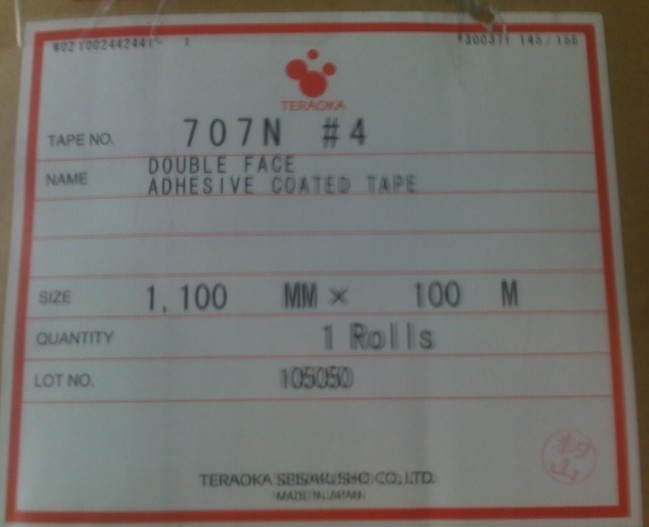 TERAOKA
TAPE NO. 707N #4
NAME DOUBLE FACE
ADHESIVE COATED TAPE
SIZE 1,100 MM × 100 M
QUANTITY 1 Rolls
LOT NO. 105050
TERAOKA SEISAKUSHO CO., LTD.
MADE IN JAPAN